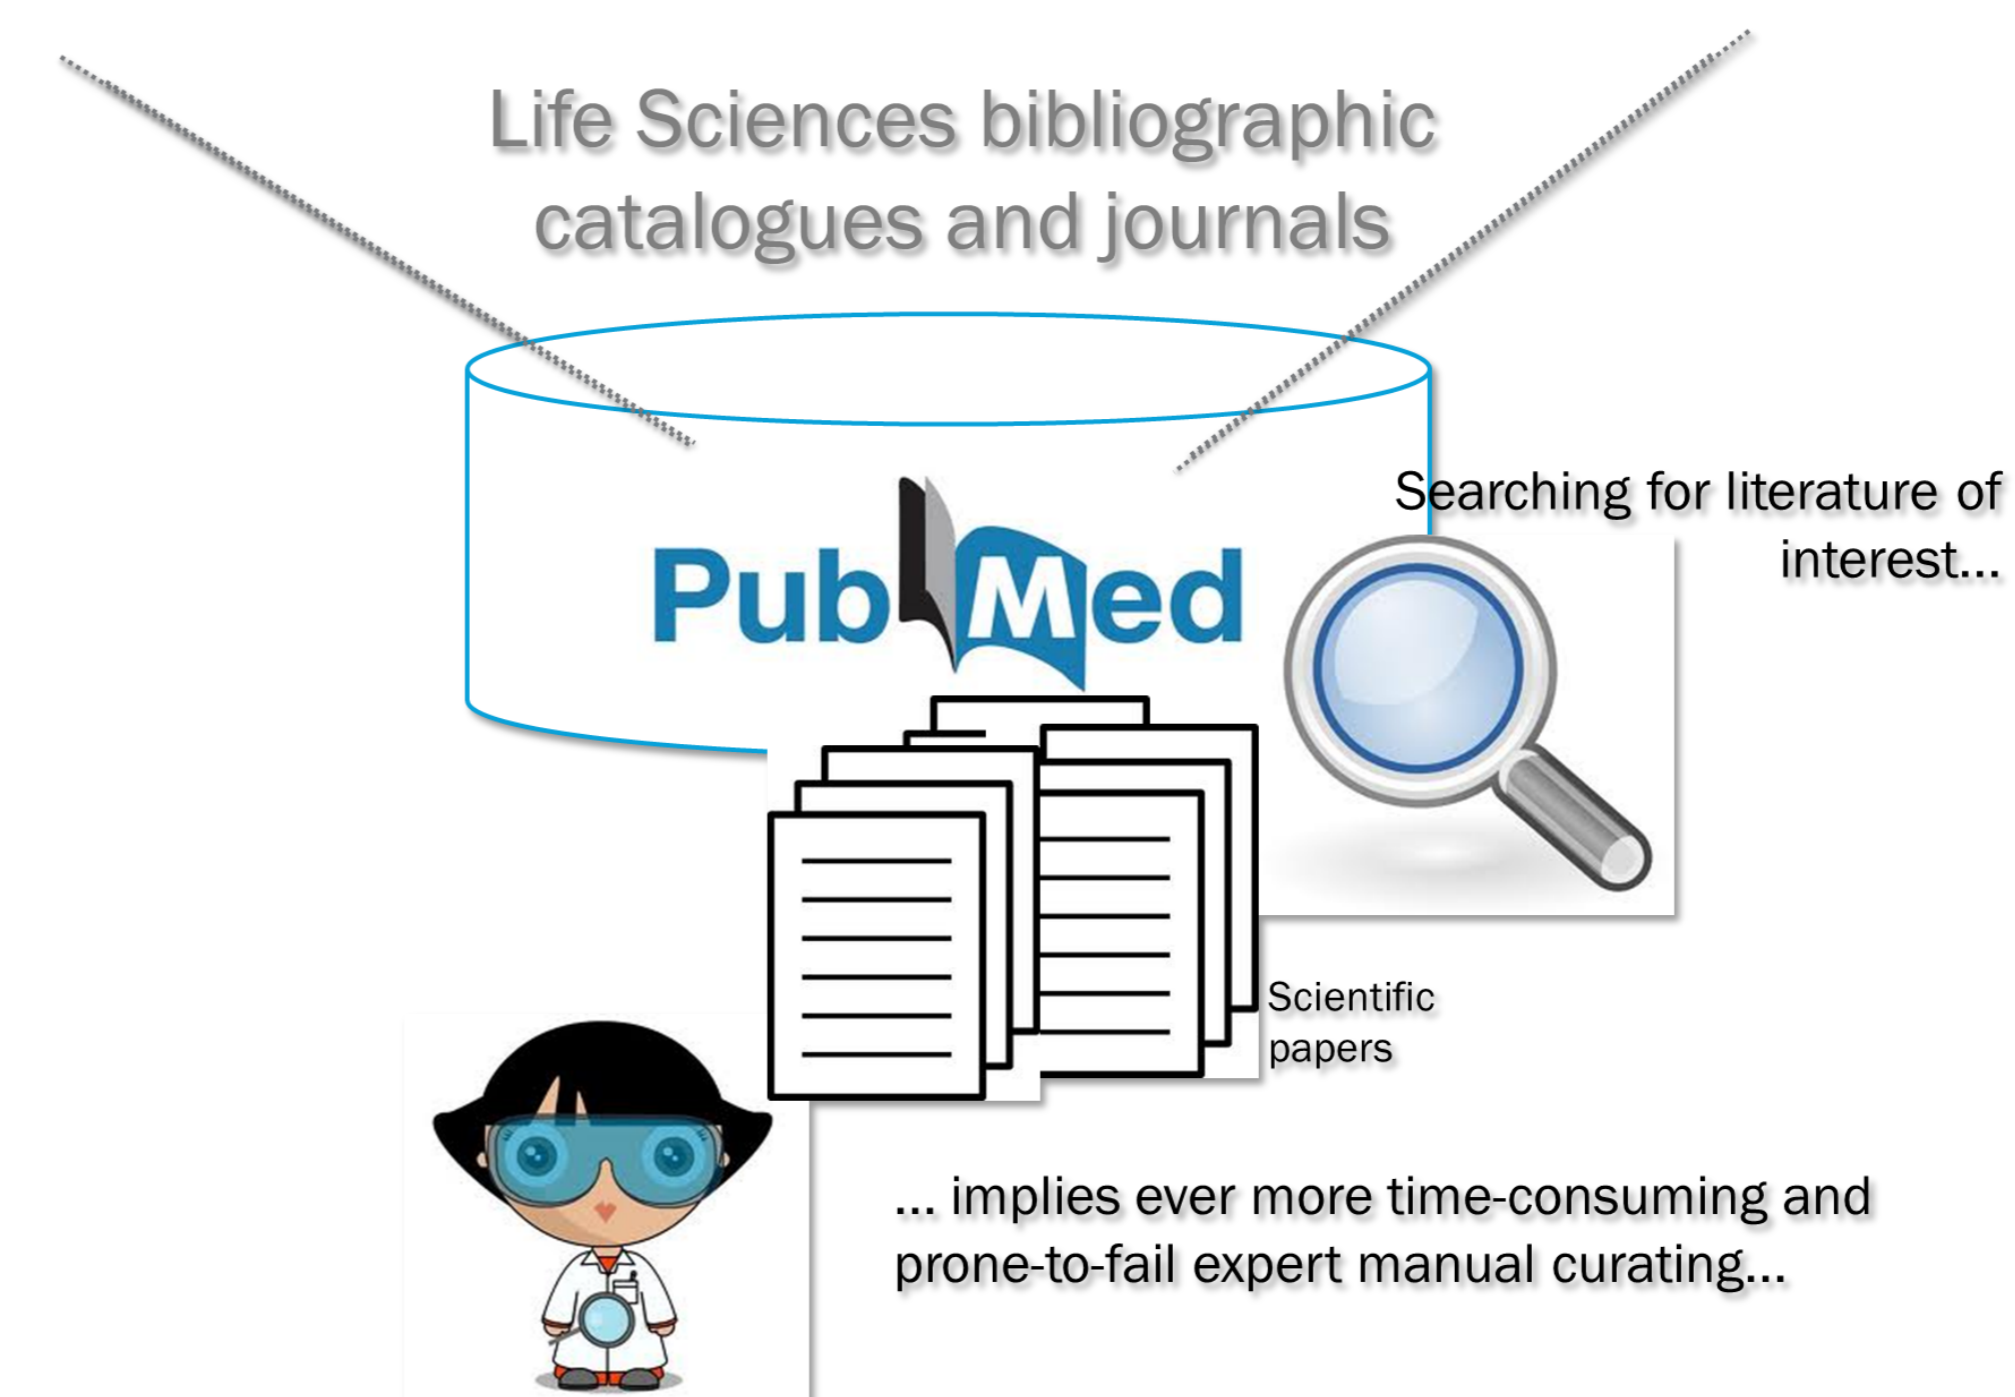 Life Sciences bibliographic
catalogues and journals
Searching for literature of
interest...
PubMed
Scientific
papers
... implies ever more time-consuming and
prone-to-fail expert manual curating...